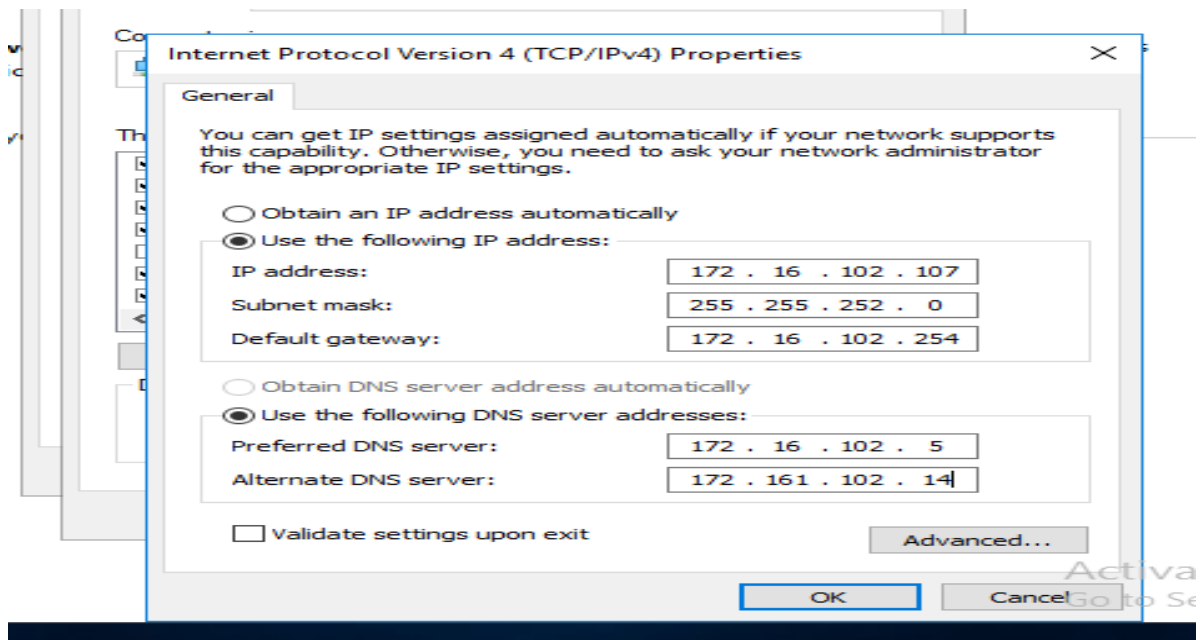 Internet Protocol Version 4 (TCP/IPv4) Properties
General
You can get IP settings assigned automatically if your network supports
this capability. Otherwise, you need to ask your network administrator
for the appropriate IP settings.
Obtain an IP address automatically
Use the following IP address:
IP address: 172 . 16 . 102 . 107
Subnet mask: 255 . 255 . 252 . 0
Default gateway: 172 . 16 . 102 . 254
Obtain DNS server address automatically
Use the following DNS server addresses:
Preferred DNS server: 172 . 16 . 102 . 5
Alternate DNS server: 172 . 161 . 102 . 14
Validate settings upon exit
Advanced...
OK
Cancel
Go to